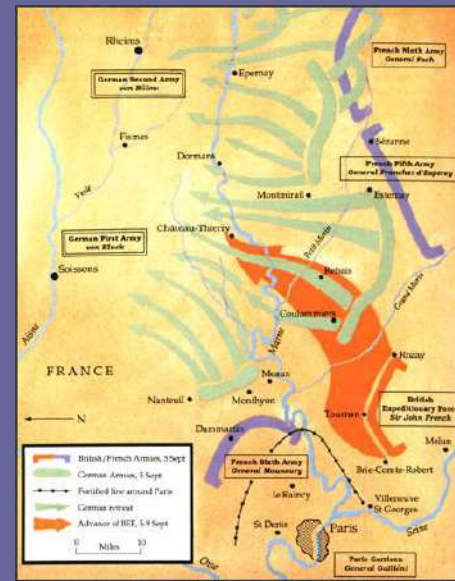 Rheims
German Second Army
von Bülow
Epernay
French Ninth Army
General Foch
Fismes
Sézanne
Dormans
French Fifth Army
General Franchet d'Esperey
Vesle
Montmirail
Esternay
German First Army
von Kluck
Château-Thierry
Petit Morin
Soissons
Rebais
Aisne
Coulommiers
Grand Morin
Marne
FRANCE
Rozay
Meaux
Nanteuil
Monthyon
British
Expeditionary Force
Sir John French
N
Dammartin
Tournan
Melun
British/French Armies, 5 Sept
German Armies, 5 Sept
Fortified line around Paris
German retreat
Advance of BEF, 5-9 Sept
Miles
French Sixth Army
General Maunoury
Brie-Comte-Robert
Le Raincy
Villeneuve
St Georges
St Denis
Paris
Seine
Oise
Paris Garrison
General Galliéni